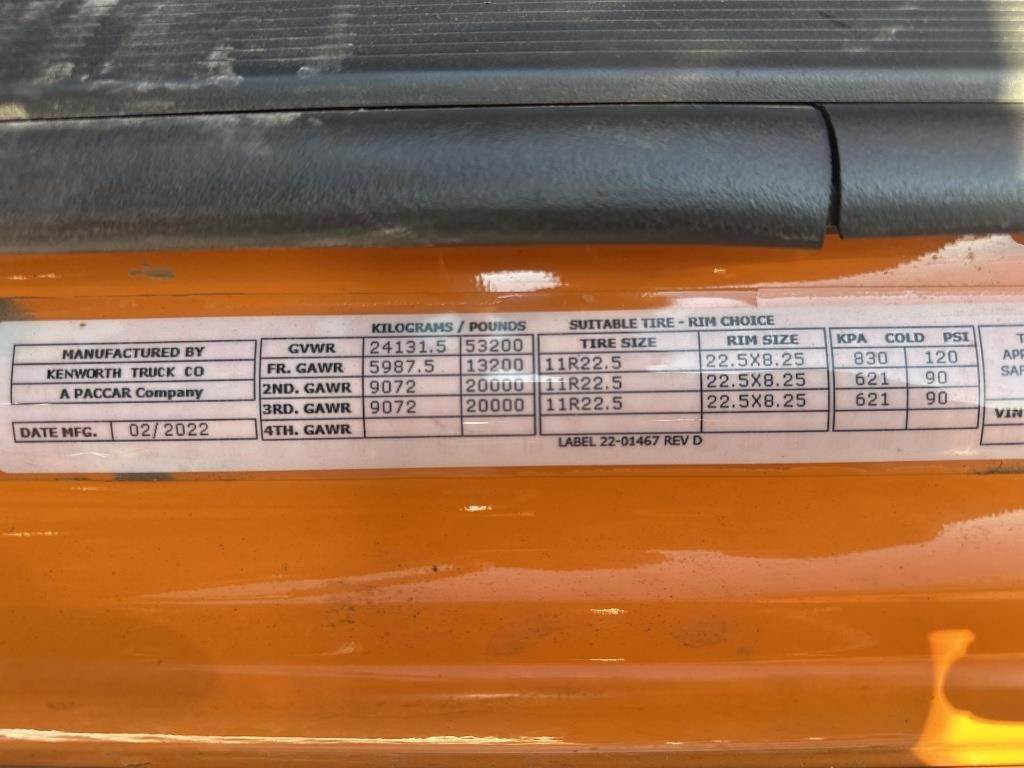 KILOGRAMS / POUNDS SUITABLE TIRE - RIM CHOICE
MANUFACTURED BY
KENWORTH TRUCK CO
A PACCAR Company
DATE MFG. 02/2022
GVWR 24131.5 53200
FR. GAWR 5987.5 13200
2ND. GAWR 9072 20000
3RD. GAWR 9072 20000
4TH. GAWR
TIRE SIZE RIM SIZE
11R22.5 22.5X8.25
11R22.5 22.5X8.25
11R22.5 22.5X8.25
KPA COLD PSI
830 120
621 90
621 90
LABEL 22-01467 REV D
VIN